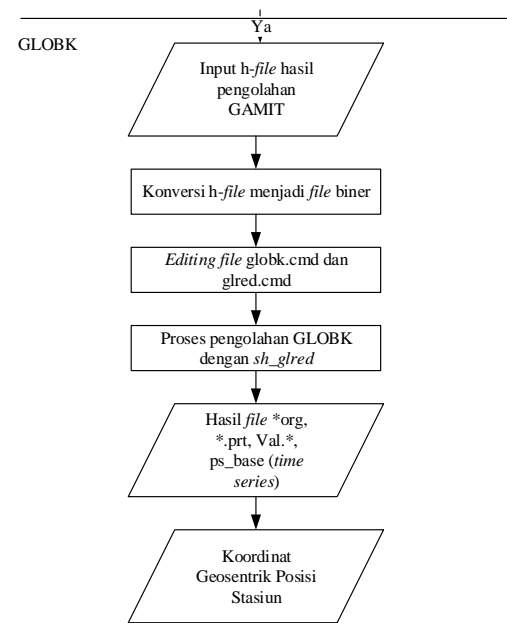 Ya
GLOBK
Input h-file hasil
pengolahan
GAMIT
Konversi h-file menjadi file biner
Editing file globk.cmd dan
glred.cmd
Proses pengolahan GLOBK
dengan sh_glred
Hasil file *org,
*.prt, Val.*,
ps_base (time
series)
Koordinat
Geosentrik Posisi
Stasiun